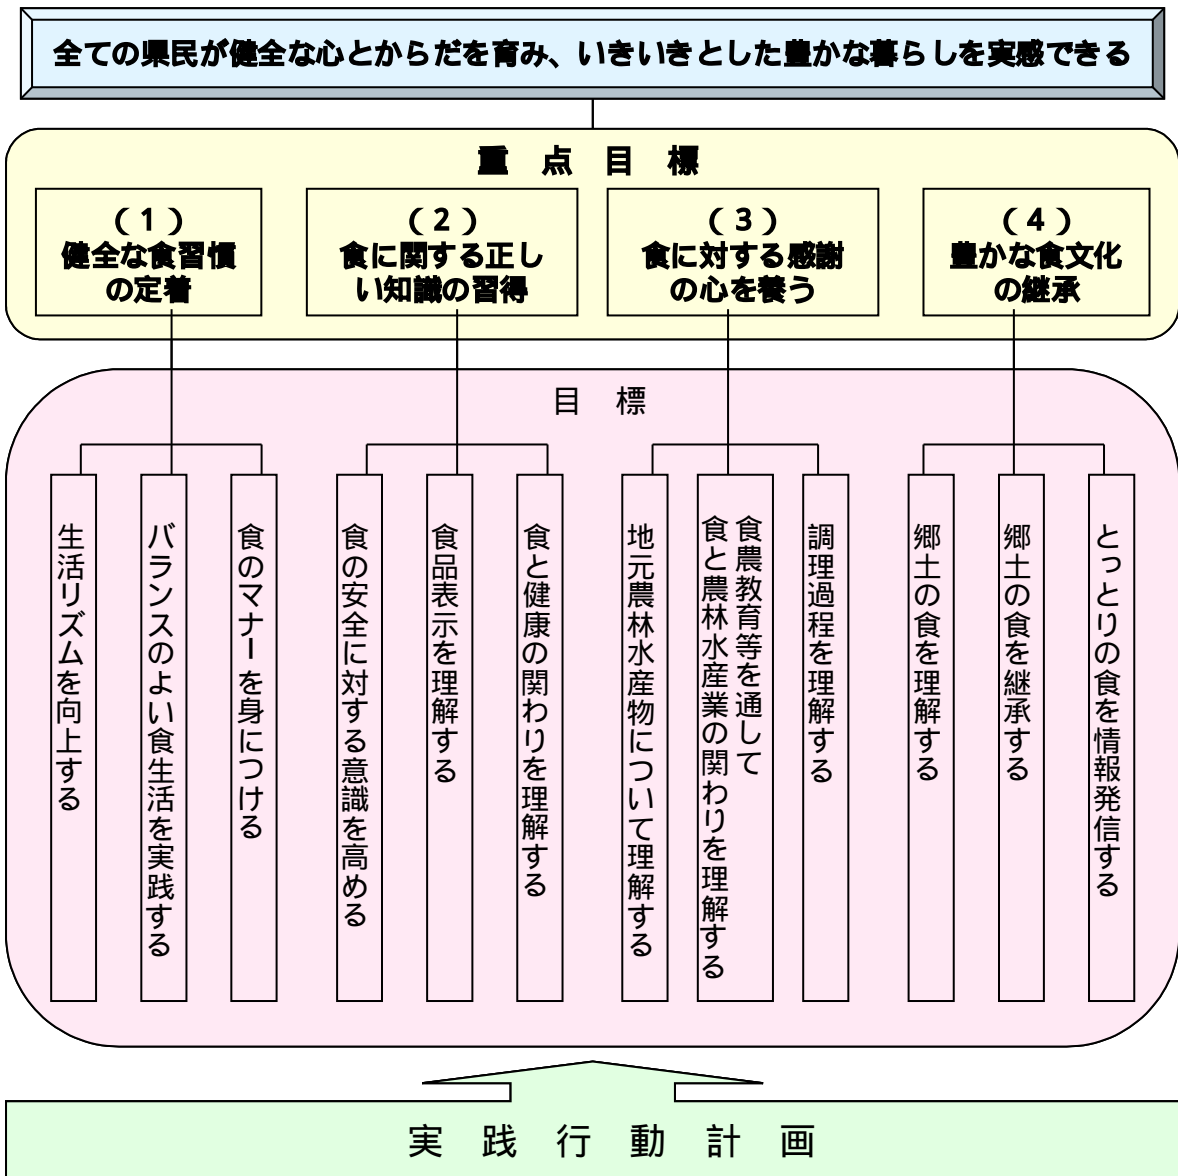 全ての県民が健全な心とからだを育み、いきいきとした豊かな暮らしを実感できる
重 点 目 標
(1)
健全な食習慣
の定着
(2)
食に関する正し
い知識の習得
(3)
食に対する感謝
の心を養う
(4)
豊かな食文化
の継承
目 標
生活リズムを向上する
バランスのよい食生活を実践する
食のマナーを身につける
食の安全に対する意識を高める
食品表示を理解する
食と健康の関わりを理解する
地元農林水産物について理解する
食農教育等を通して
食と農林水産業の関わりを理解する
調理過程を理解する
郷土の食を理解する
郷土の食を継承する
とっとりの食を情報発信する
実 践 行 動 計 画